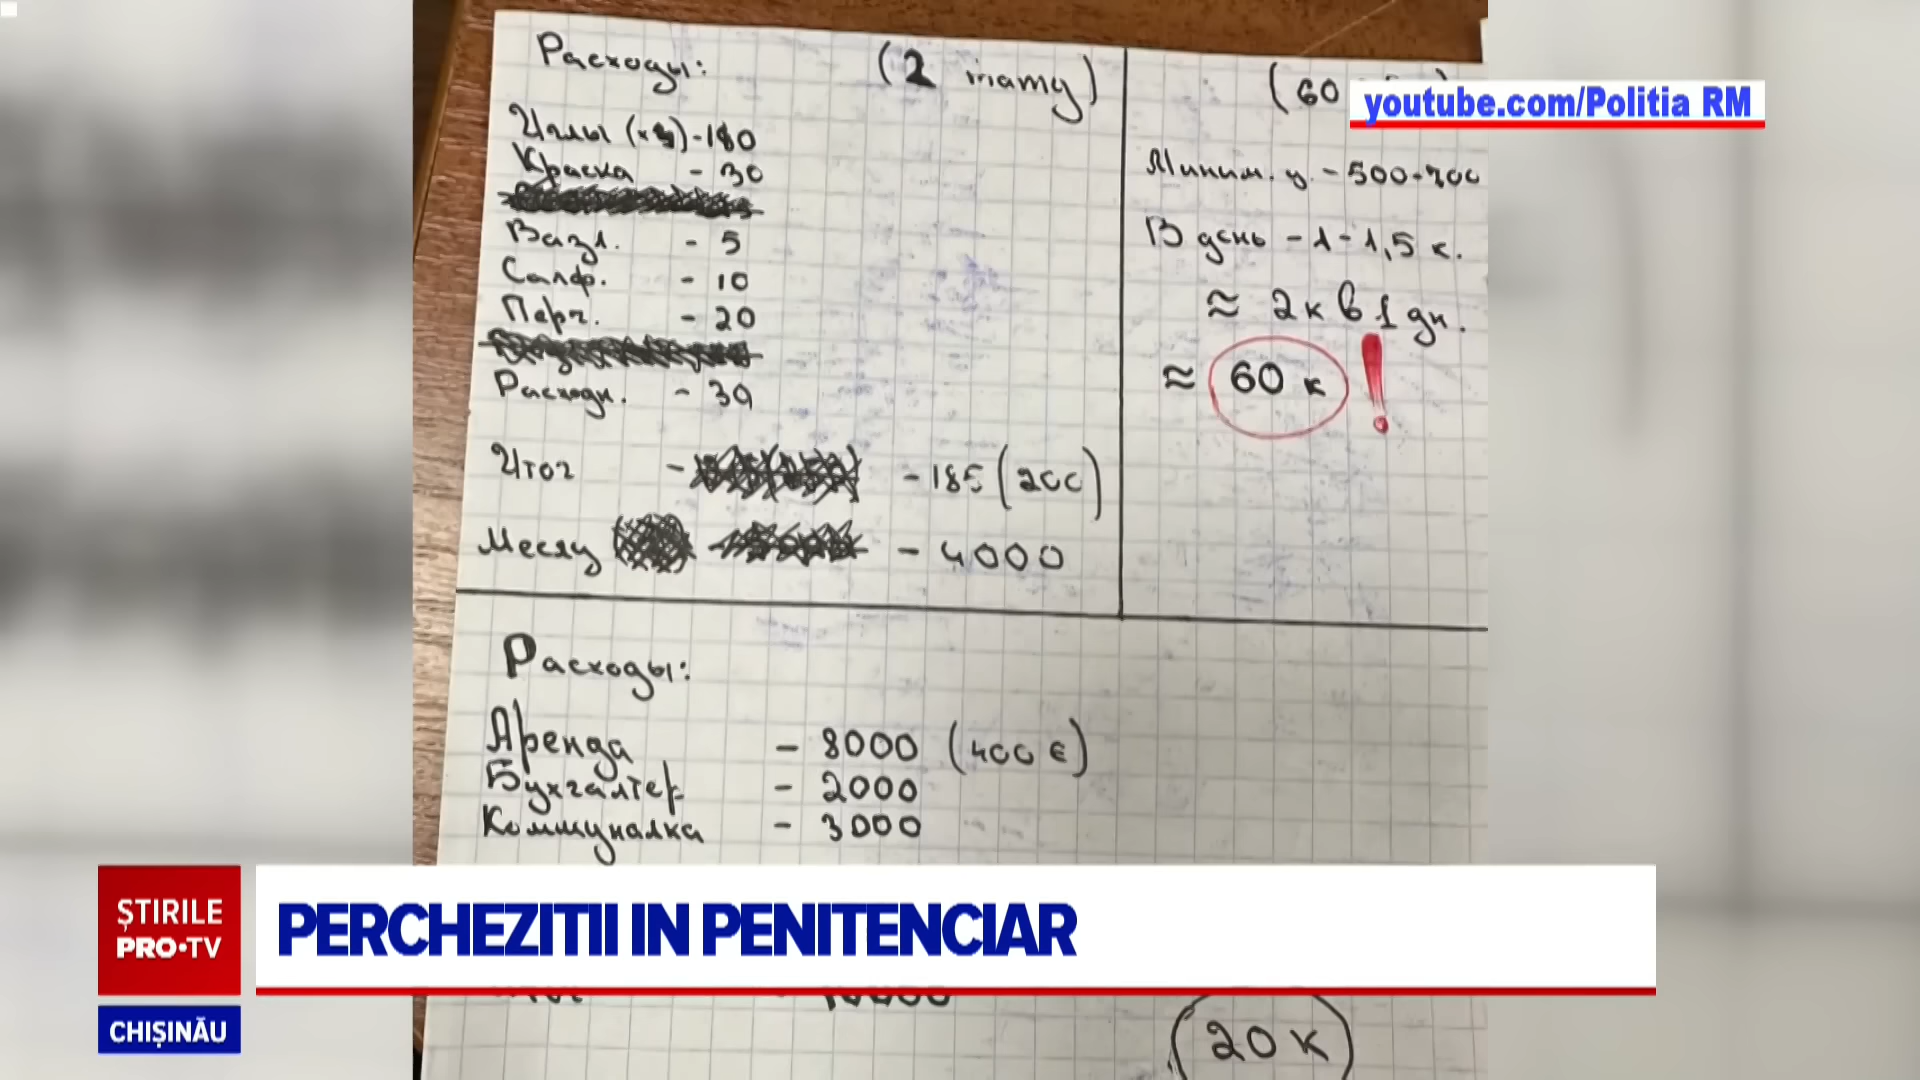 Расходы: (2 тату)
Иглы (×3) - 180
Краска - 30
Вазл. - 5
Салф. - 10
Перч. - 20
Расходн. - 30
Итог - 185 (200)
Месяц - 4000
(60
Миним. у. - 500-700
В день - 1 - 1,5 к.
≈ 2к в 1 дн.
≈ 60 к !
Расходы:
Аренда - 8000 (400 €)
Бухгалтер - 2000
Коммуналка - 3000
(20 к)
youtube.com/Politia RM
ȘTIRILE
PRO•TV
CHIȘINĂU
PERCHEZITII IN PENITENCIAR